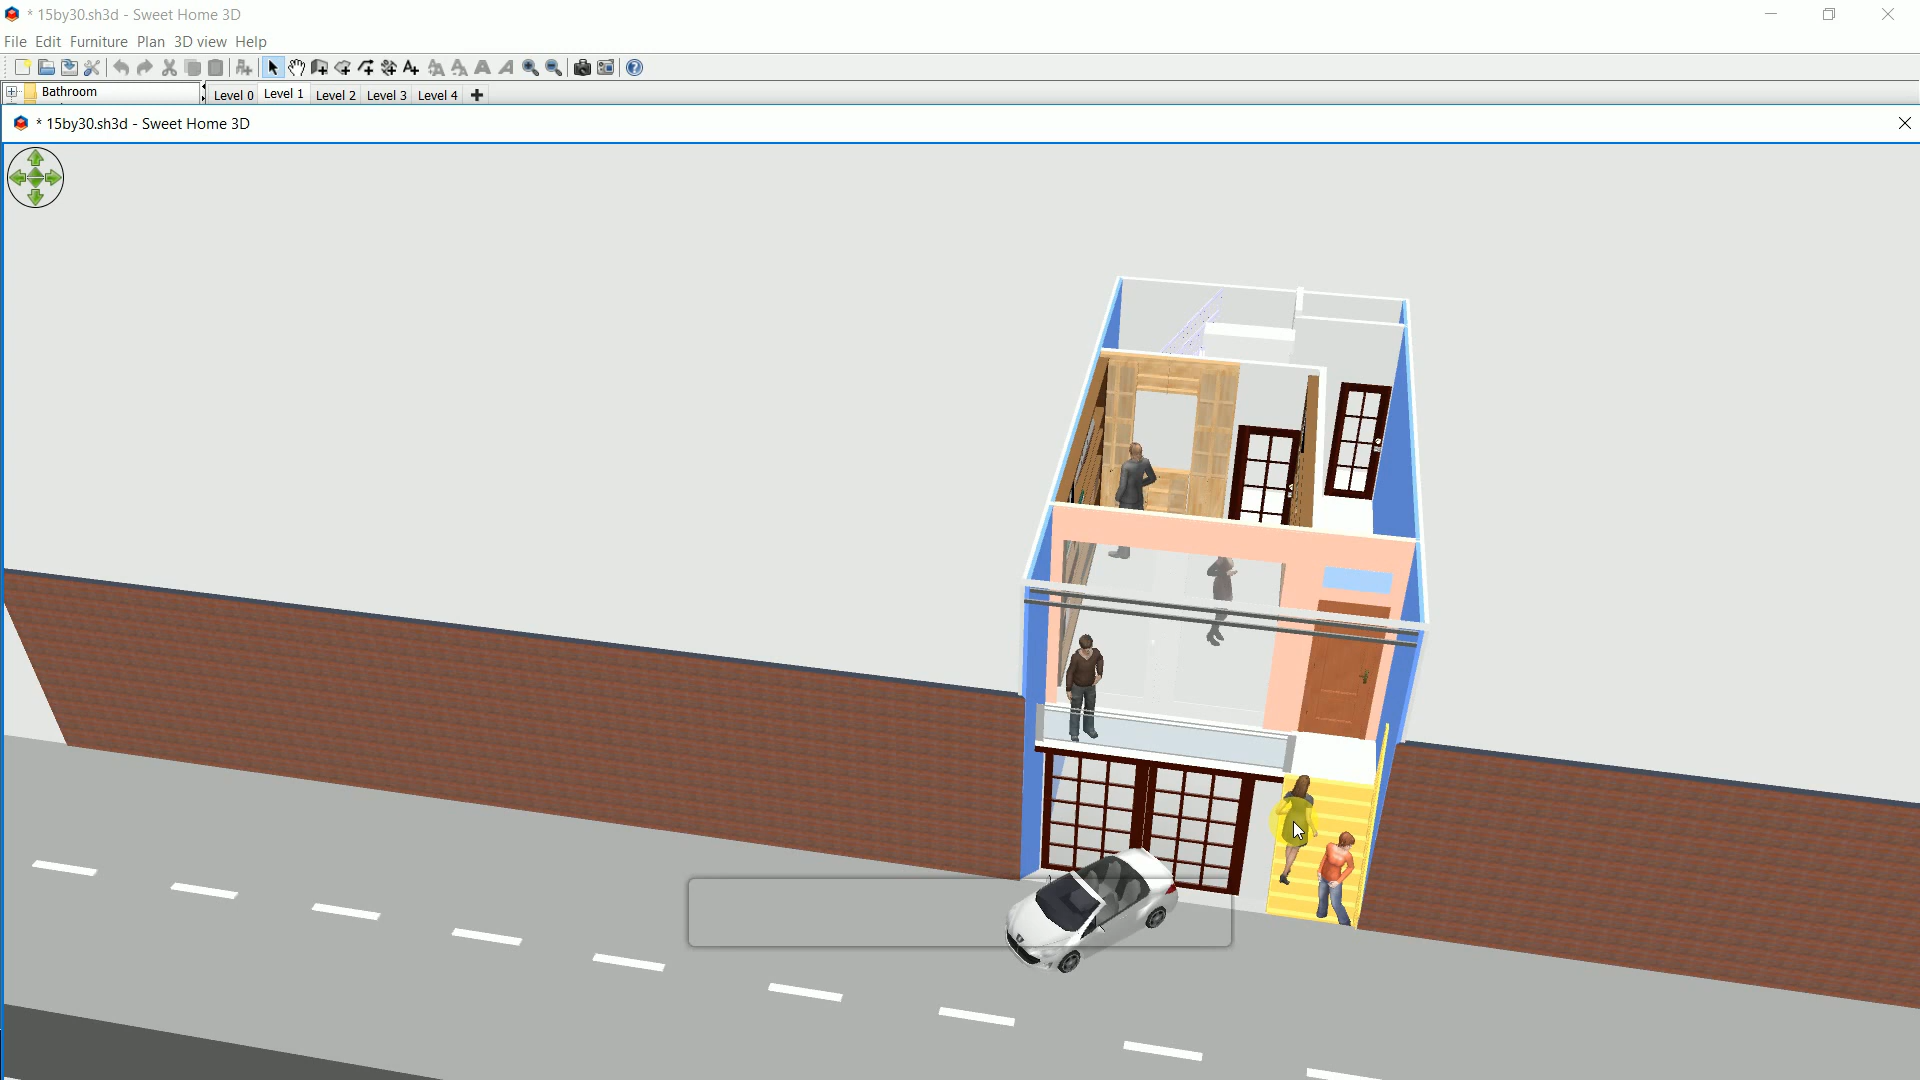 * 15by30.sh3d - Sweet Home 3D
File Edit Furniture Plan 3D view Help
Bathroom
Level 0 Level 1 Level 2 Level 3 Level 4
* 15by30.sh3d - Sweet Home 3D